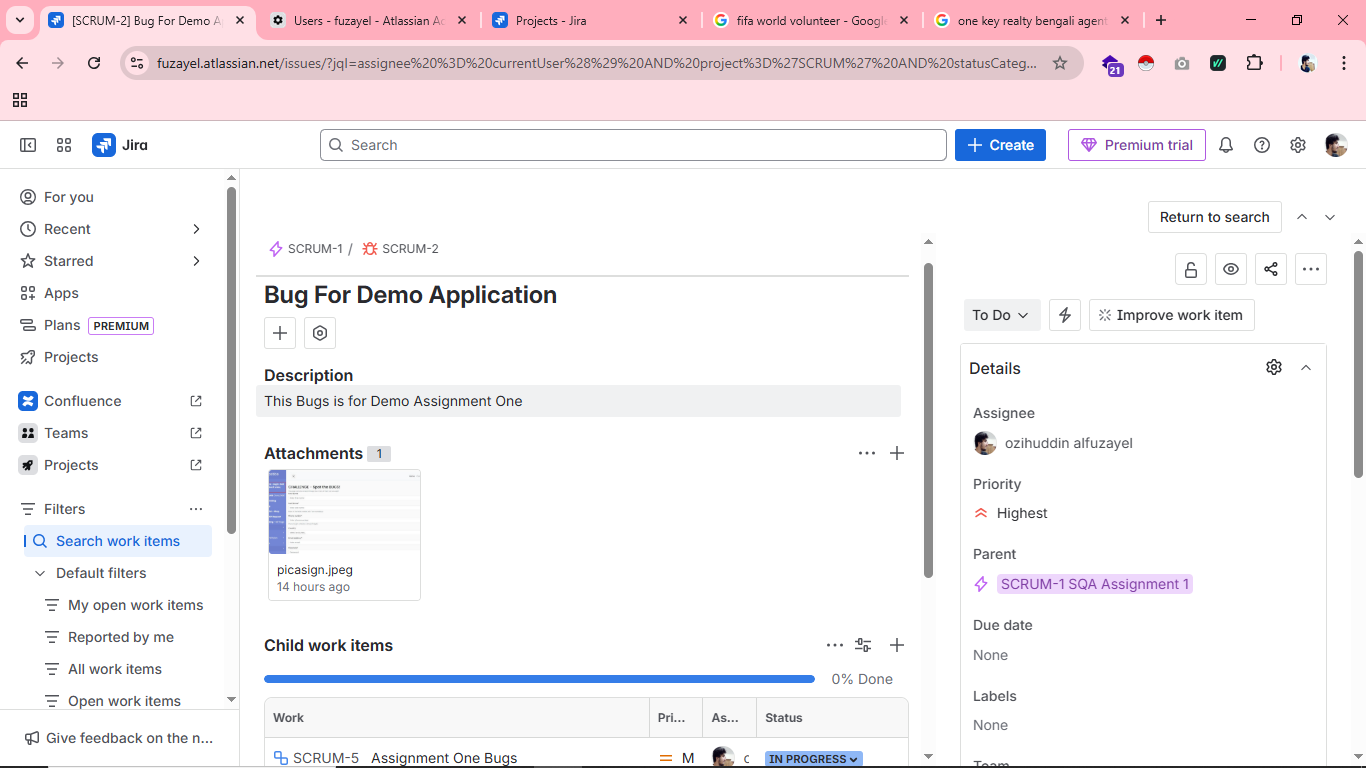 [SCRUM-2] Bug For Demo A
Users - fuzayel - Atlassian Ad
Projects - Jira
fifa world volunteer - Google
one key realty bengali agent
fuzayel.atlassian.net/issues/?jql=assignee%20%3D%20currentUser%28%29%20AND%20project%3D%27SCRUM%27%20AND%20statusCateg...
21
Jira
Search
Create
Premium trial
For you
Recent
Starred
Apps
Plans PREMIUM
Projects
Confluence
Teams
Projects
Filters
Search work items
Default filters
My open work items
Reported by me
All work items
Open work items
Give feedback on the n...
Return to search
SCRUM-1 / SCRUM-2
Bug For Demo Application
Description
This Bugs is for Demo Assignment One
Attachments 1
CHALLENGE - Spot the BUGS!
picasign.jpeg
14 hours ago
Child work items
0% Done
Work Pri... As... Status
SCRUM-5 Assignment One Bugs M IN PROGRESS
To Do
Improve work item
Details
Assignee
ozihuddin alfuzayel
Priority
Highest
Parent
SCRUM-1 SQA Assignment 1
Due date
None
Labels
None
Team